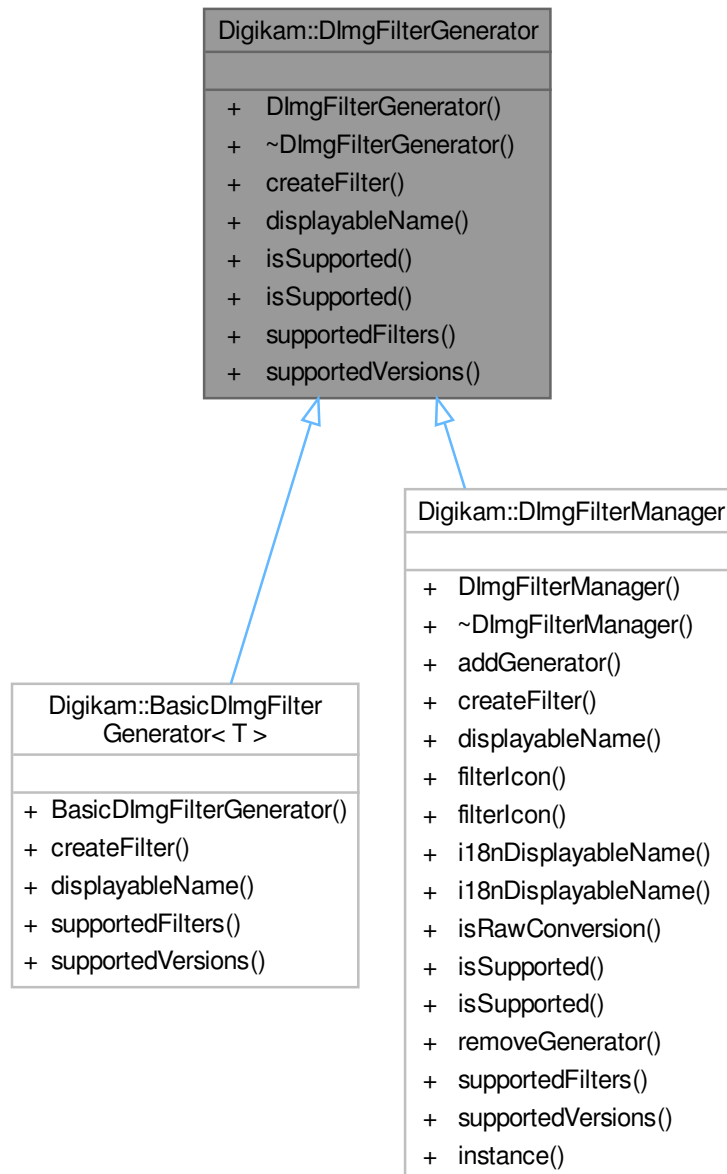 Digikam::DImgFilterGenerator
+ DImgFilterGenerator()
+ ~DImgFilterGenerator()
+ createFilter()
+ displayableName()
+ isSupported()
+ isSupported()
+ supportedFilters()
+ supportedVersions()
Digikam::BasicDImgFilter
Generator< T >
+ BasicDImgFilterGenerator()
+ createFilter()
+ displayableName()
+ supportedFilters()
+ supportedVersions()
Digikam::DImgFilterManager
+ DImgFilterManager()
+ ~DImgFilterManager()
+ addGenerator()
+ createFilter()
+ displayableName()
+ filterIcon()
+ filterIcon()
+ i18nDisplayableName()
+ i18nDisplayableName()
+ isRawConversion()
+ isSupported()
+ isSupported()
+ removeGenerator()
+ supportedFilters()
+ supportedVersions()
+ instance()